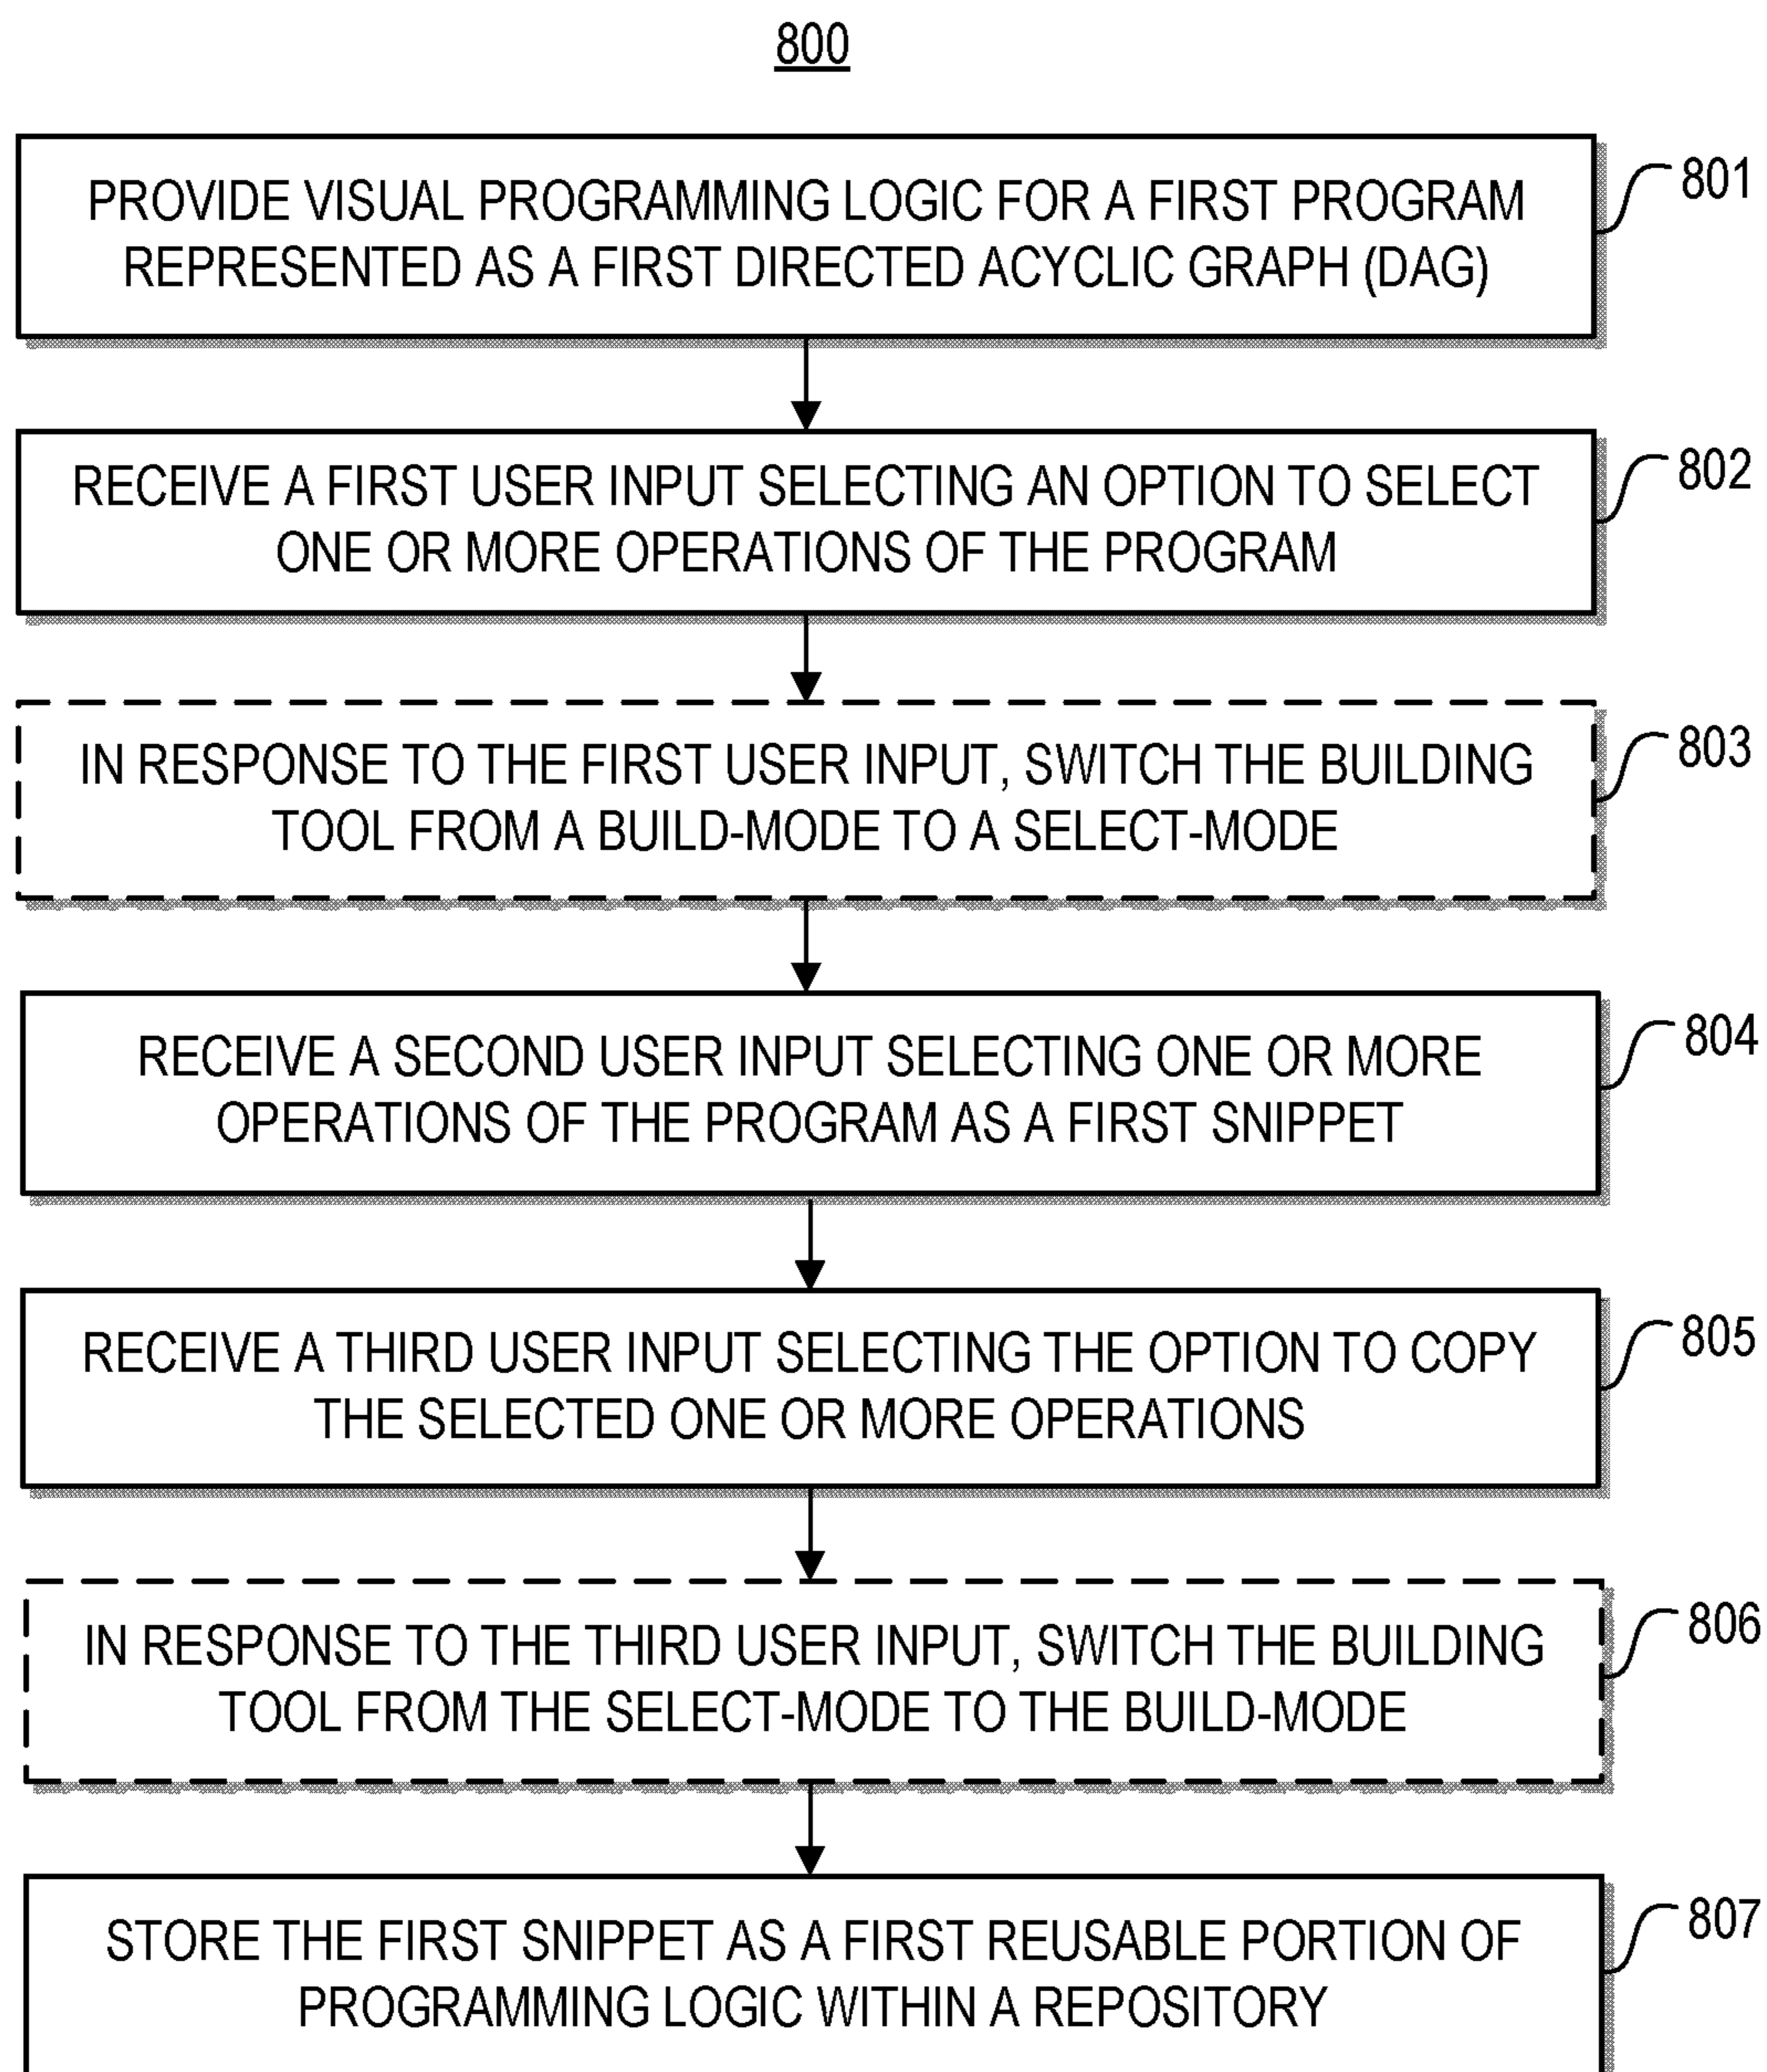 800
PROVIDE VISUAL PROGRAMMING LOGIC FOR A FIRST PROGRAM
REPRESENTED AS A FIRST DIRECTED ACYCLIC GRAPH (DAG)
801
RECEIVE A FIRST USER INPUT SELECTING AN OPTION TO SELECT
ONE OR MORE OPERATIONS OF THE PROGRAM
802
IN RESPONSE TO THE FIRST USER INPUT, SWITCH THE BUILDING
TOOL FROM A BUILD-MODE TO A SELECT-MODE
803
RECEIVE A SECOND USER INPUT SELECTING ONE OR MORE
OPERATIONS OF THE PROGRAM AS A FIRST SNIPPET
804
RECEIVE A THIRD USER INPUT SELECTING THE OPTION TO COPY
THE SELECTED ONE OR MORE OPERATIONS
805
IN RESPONSE TO THE THIRD USER INPUT, SWITCH THE BUILDING
TOOL FROM THE SELECT-MODE TO THE BUILD-MODE
806
STORE THE FIRST SNIPPET AS A FIRST REUSABLE PORTION OF
PROGRAMMING LOGIC WITHIN A REPOSITORY
807